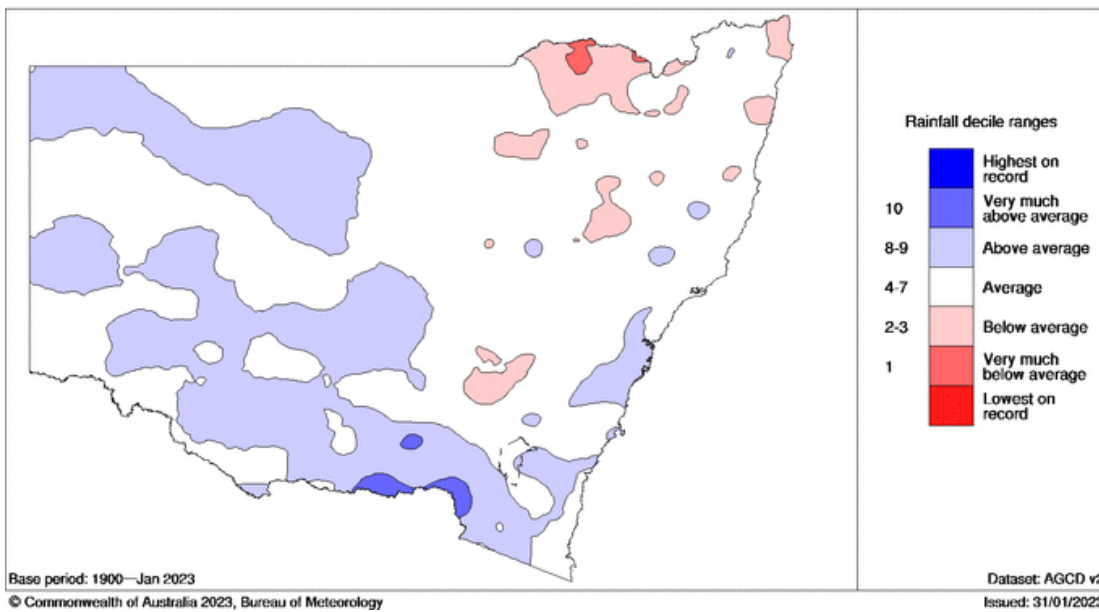 Rainfall decile ranges
Highest on
record
10
Very much
above average
8-9
Above average
4-7
Average
2-3
Below average
1
Very much
below average
Lowest on
record
Base period: 1900—Jan 2023
Dataset: AGCD v2
© Commonwealth of Australia 2023, Bureau of Meteorology
Issued: 31/01/2023